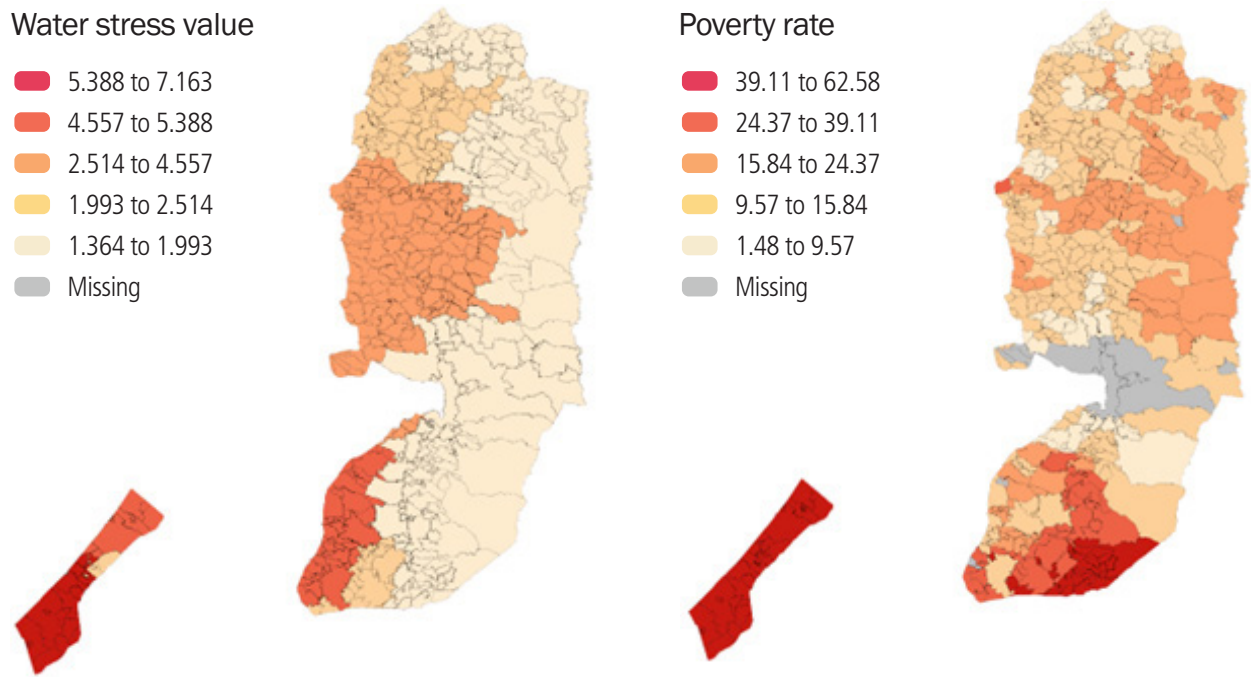 Water stress value
5.388 to 7.163
4.557 to 5.388
2.514 to 4.557
1.993 to 2.514
1.364 to 1.993
Missing
Poverty rate
39.11 to 62.58
24.37 to 39.11
15.84 to 24.37
9.57 to 15.84
1.48 to 9.57
Missing